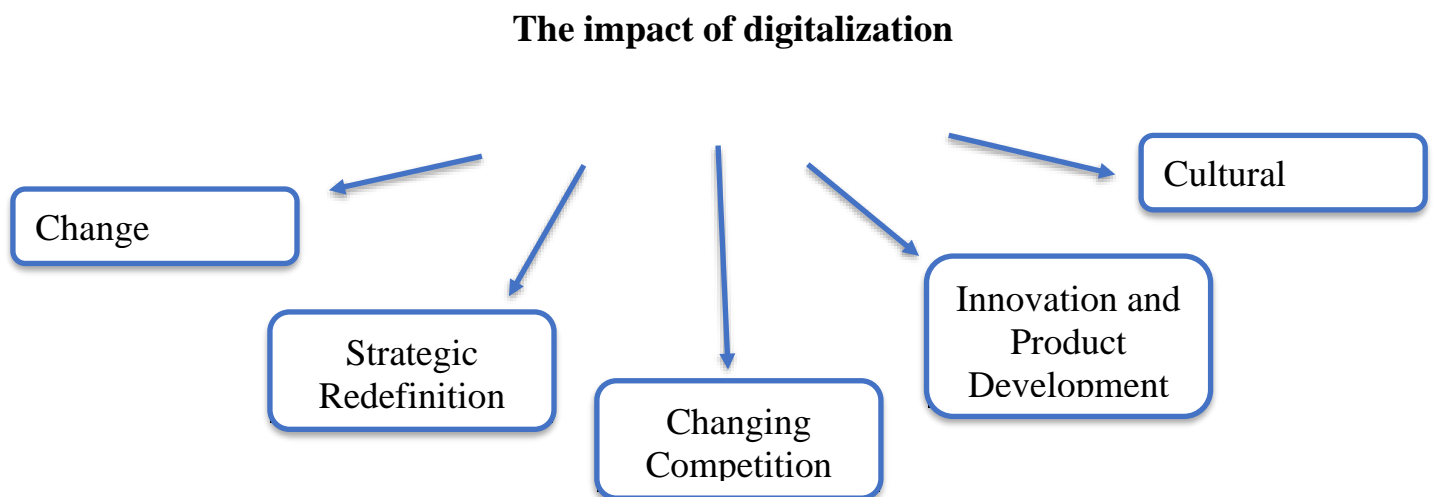 The impact of digitalization
Change
Strategic
Redefinition
Changing
Competition
Innovation and
Product
Development
Cultural